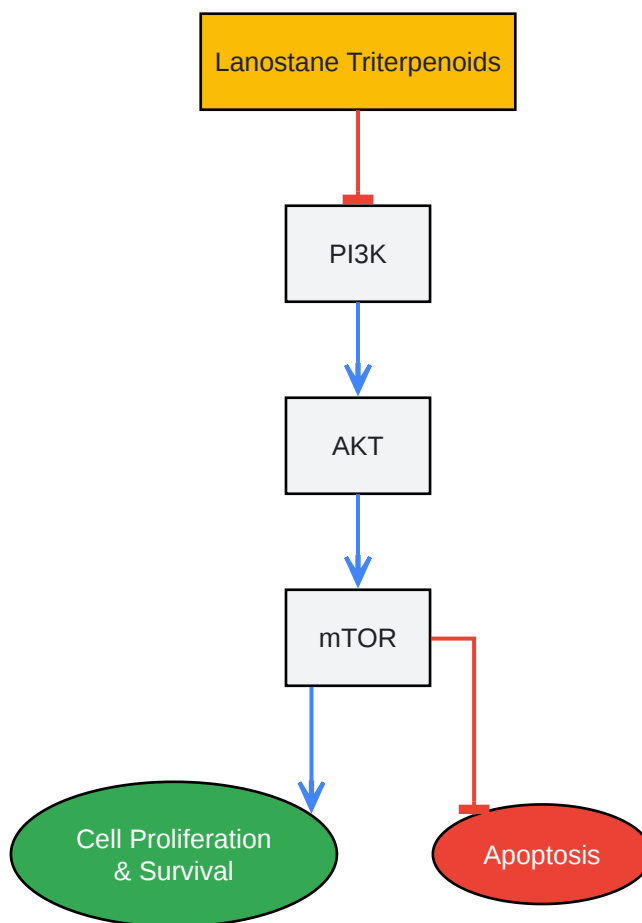 Lanostane Triterpenoids
PI3K
AKT
mTOR
Cell Proliferation
& Survival
Apoptosis